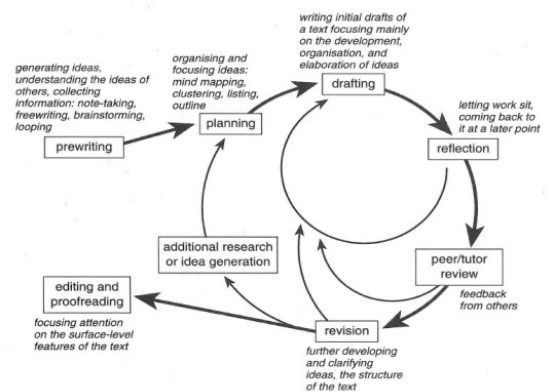 writing initial drafts of
a text focusing mainly
on the development,
organisation, and
elaboration of ideas
drafting
organising and
focusing ideas:
mind mapping,
clustering, listing,
outline
planning
generating ideas,
understanding the ideas of
others, collecting
information: note-taking,
freewriting, brainstorming,
looping
prewriting
letting work sit,
coming back to
it at a later point
reflection
peer/tutor
review
feedback
from others
additional research
or idea generation
revision
further developing
and clarifying
ideas, the structure
of the text
editing and
proofreading
focusing attention
on the surface-level
features of the text